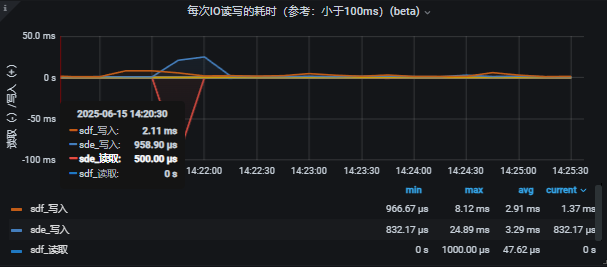 i
每次IO读写的耗时（参考：小于100ms）(beta)
读取（-）/写入（+）
50.0 ms
0 s
-50 ms
-100 ms
2025-06-15 14:20:30
sdf_写入: 2.11 ms
sde_写入: 958.90 µs
sde_读取: 500.00 µs
sdf_读取: 0 s
14:22:00 14:22:30 14:23:00 14:23:30 14:24:00 14:24:30 14:25:00 14:25:30
min max avg current
sdf_写入 966.67 µs 8.12 ms 2.91 ms 1.37 ms
sde_写入 832.17 µs 24.89 ms 3.29 ms 832.17 µs
sdf_读取 0 s 1000.00 µs 47.62 µs 0 s